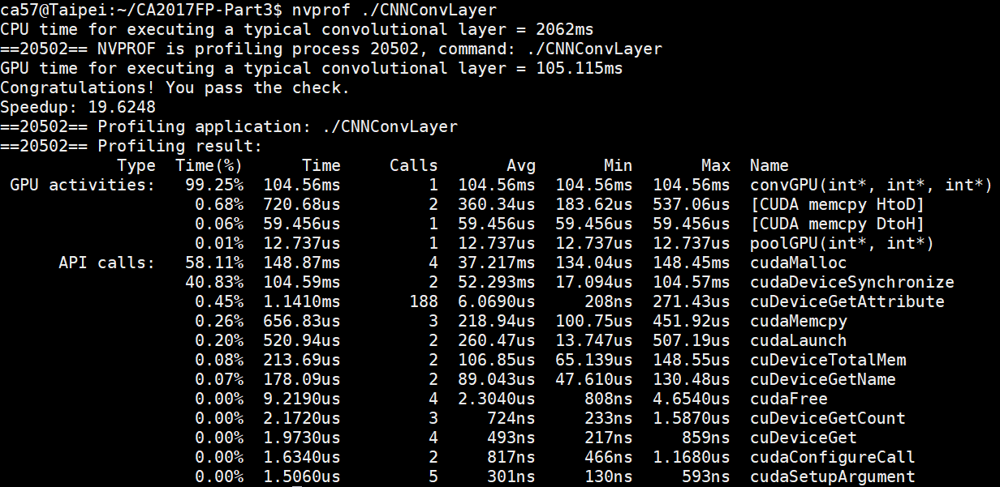 ca57@Taipei:~/CA2017FP-Part3$ nvprof ./CNNConvLayer
CPU time for executing a typical convolutional layer = 2062ms
==20502== NVPROF is profiling process 20502, command: ./CNNConvLayer
GPU time for executing a typical convolutional layer = 105.115ms
Congratulations! You pass the check.
Speedup: 19.6248
==20502== Profiling application: ./CNNConvLayer
==20502== Profiling result:
            Type  Time(%)      Time     Calls       Avg       Min       Max  Name
 GPU activities:   99.25%  104.56ms         1  104.56ms  104.56ms  104.56ms  convGPU(int*, int*, int*)
                    0.68%  720.68us         2  360.34us  183.62us  537.06us  [CUDA memcpy HtoD]
                    0.06%  59.456us         1  59.456us  59.456us  59.456us  [CUDA memcpy DtoH]
                    0.01%  12.737us         1  12.737us  12.737us  12.737us  poolGPU(int*, int*)
      API calls:   58.11%  148.87ms         4  37.217ms  134.04us  148.45ms  cudaMalloc
                   40.83%  104.59ms         2  52.293ms  17.094us  104.57ms  cudaDeviceSynchronize
                    0.45%  1.1410ms       188  6.0690us     208ns  271.43us  cuDeviceGetAttribute
                    0.26%  656.83us         3  218.94us  100.75us  451.92us  cudaMemcpy
                    0.20%  520.94us         2  260.47us  13.747us  507.19us  cudaLaunch
                    0.08%  213.69us         2  106.85us  65.139us  148.55us  cuDeviceTotalMem
                    0.07%  178.09us         2  89.043us  47.610us  130.48us  cuDeviceGetName
                    0.00%  9.2190us         4  2.3040us     808ns  4.6540us  cudaFree
                    0.00%  2.1720us         3     724ns     233ns  1.5870us  cuDeviceGetCount
                    0.00%  1.9730us         4     493ns     217ns     859ns  cuDeviceGet
                    0.00%  1.6340us         2     817ns     466ns  1.1680us  cudaConfigureCall
                    0.00%  1.5060us         5     301ns     130ns     593ns  cudaSetupArgument